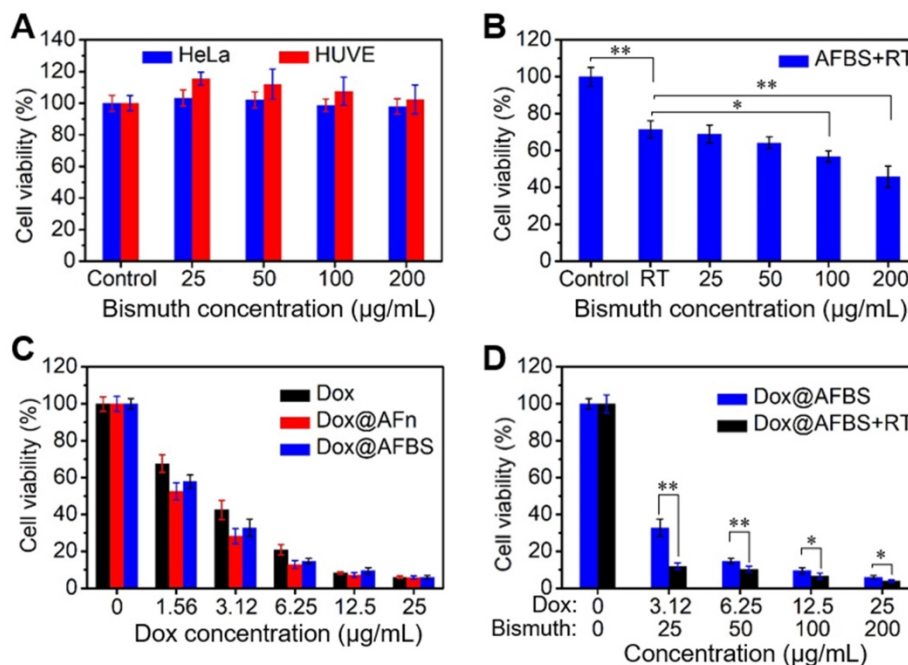 A
HeLa
HUVE
Cell viability (%)
140
120
100
80
60
40
20
0
Control
25
50
100
200
Bismuth concentration (µg/mL)
B
AFBS+RT
**
**
*
Cell viability (%)
120
100
80
60
40
20
0
Control
RT
25
50
100
200
Bismuth concentration (µg/mL)
C
Dox
Dox@AFn
Dox@AFBS
Cell viability (%)
120
100
80
60
40
20
0
0
1.56
3.12
6.25
12.5
25
Dox concentration (µg/mL)
D
Dox@AFBS
Dox@AFBS+RT
**
**
*
*
Cell viability (%)
120
100
80
60
40
20
0
Dox: 0 3.12 6.25 12.5 25
Bismuth: 0 25 50 100 200
Concentration (µg/mL)